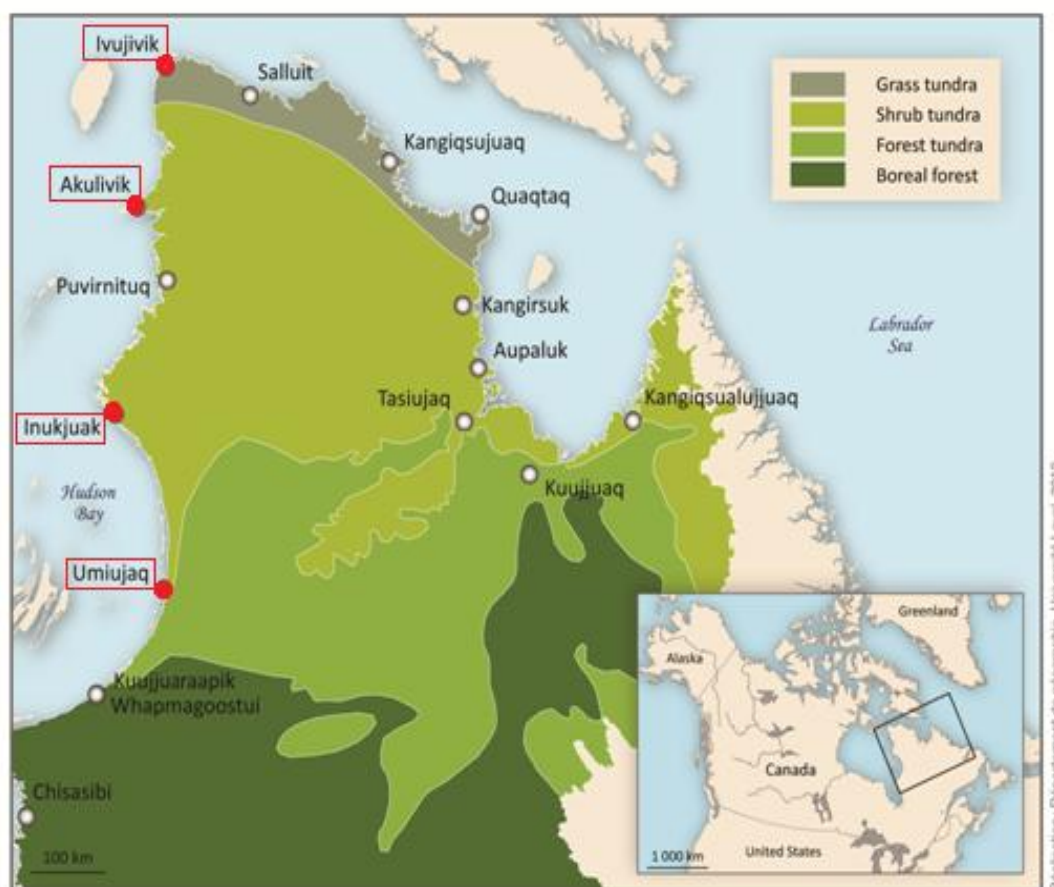 Ivujivik
Salluit
Grass tundra
Shrub tundra
Forest tundra
Boreal forest
Kangiqsujuaq
Akulivik
Quaqtaq
Puvirnituq
Kangirsuk
Labrador
Sea
Aupaluk
Tasiujaq
Kangiqsualujjuaq
Inukjuak
Hudson
Bay
Kuujjuaq
Umiujaq
Kuujjuaraapik
Whapmagoostui
Chisasibi
100 km
Greenland
Alaska
Canada
United States
1 000 km